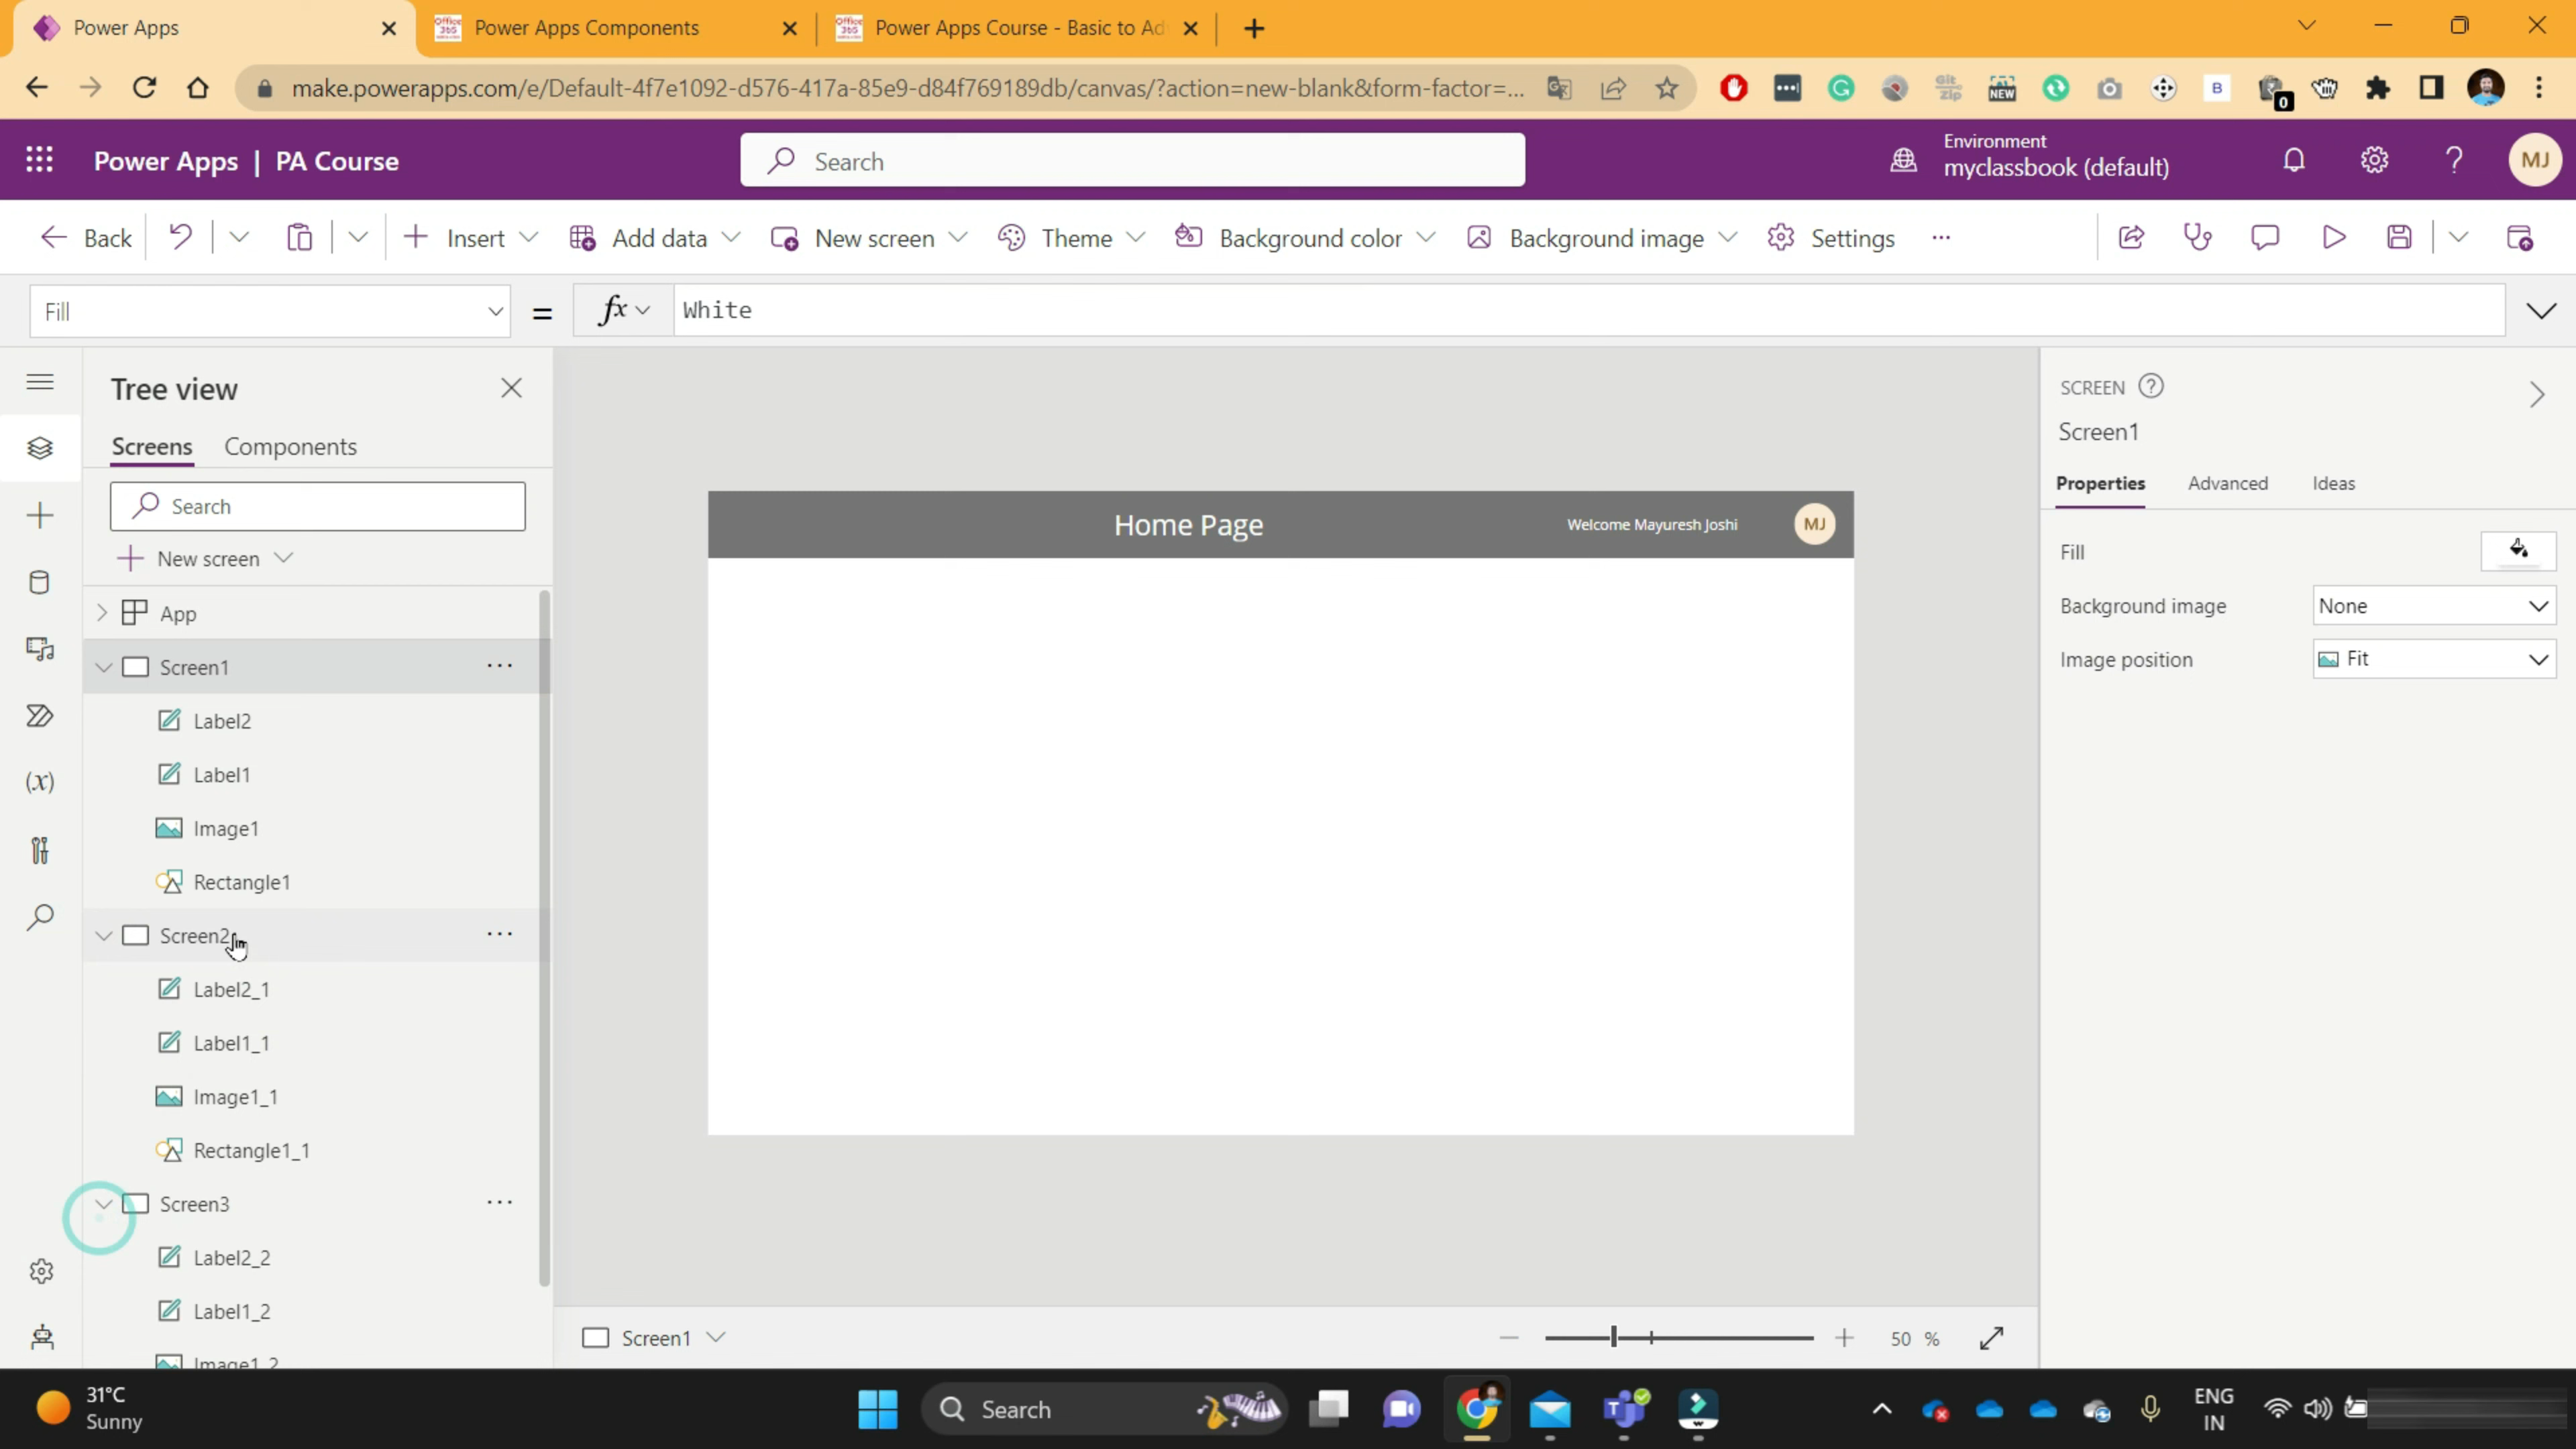 Power Apps
Power Apps Components
Power Apps Course - Basic to Ad
make.powerapps.com/e/Default-4f7e1092-d576-417a-85e9-d84f769189db/canvas/?action=new-blank&form-factor=...
Power Apps | PA Course
Search
Environment
myclassbook (default)
MJ
Back
Insert
Add data
New screen
Theme
Background color
Background image
Settings
Fill
=
fx
White
Tree view
Screens
Components
Search
New screen
App
Screen1
Label2
Label1
Image1
Rectangle1
Screen2
Label2_1
Label1_1
Image1_1
Rectangle1_1
Screen3
Label2_2
Label1_2
Image1_2
Home Page
Welcome Mayuresh Joshi
MJ
Screen1
50 %
SCREEN
Screen1
Properties
Advanced
Ideas
Fill
Background image
None
Image position
Fit
31°C
Sunny
Search
ENG
IN